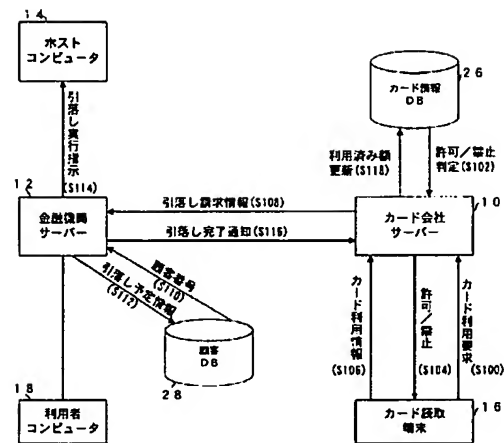 14
ホスト
コンピュータ
引落し実行指示
(S114)
26
カード情報
DB
利用済み額
更新(S118)
許可/禁止
判定(S102)
12
金融機関
サーバー
引落し請求情報(S108)
引落し完了通知(S116)
10
カード会社
サーバー
顧客番号
(S110)
引落し予定情報
(S112)
顧客
DB
28
カード利用情報
(S106)
許可/禁止
(S104)
カード利用要求
(S100)
18
利用者
コンピュータ
16
カード読取
端末